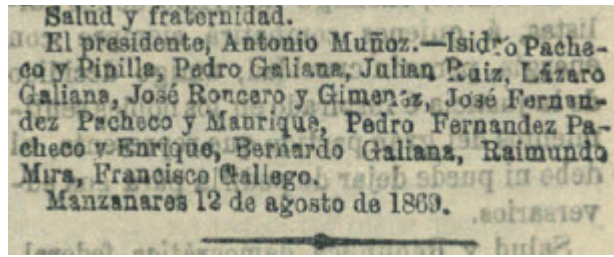 Salud y fraternidad.
El presidente, Antonio Muñoz.—Isidro Pache-
co y Pinilla, Pedro Galiana, Julian Ruiz, Lázaro
Galiana, José Roncero y Gimenez, José Fernan-
dez Pacheco y Manrique, Pedro Fernandez Pa-
checo y Enrique, Bernardo Galiana, Raimundo
Mira, Francisco Gallego.
Manzanares 12 de agosto de 1869.